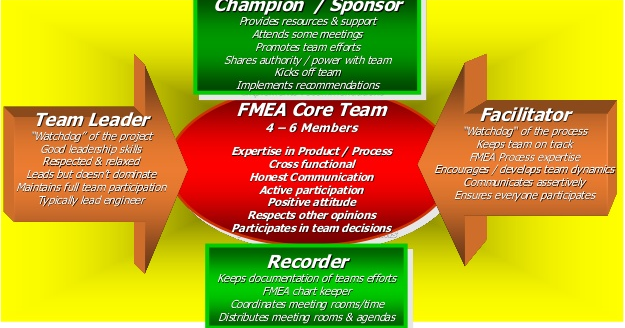 Champion / Sponsor
Provides resources & support
Attends some meetings
Promotes team efforts
Shares authority / power with team
Kicks off team
Implements recommendations
Team Leader
"Watchdog" of the project
Good leadership skills
Respected & relaxed
Leads but doesn't dominate
Maintains full team participation
Typically lead engineer
FMEA Core Team
4 – 6 Members
Expertise in Product / Process
Cross functional
Honest Communication
Active participation
Positive attitude
Respects other opinions
Participates in team decisions
Facilitator
"Watchdog" of the process
Keeps team on track
FMEA Process expertise
Encourages / develops team dynamics
Communicates assertively
Ensures everyone participates
Recorder
Keeps documentation of teams efforts
FMEA chart keeper
Coordinates meeting rooms/time
Distributes meeting rooms & agendas